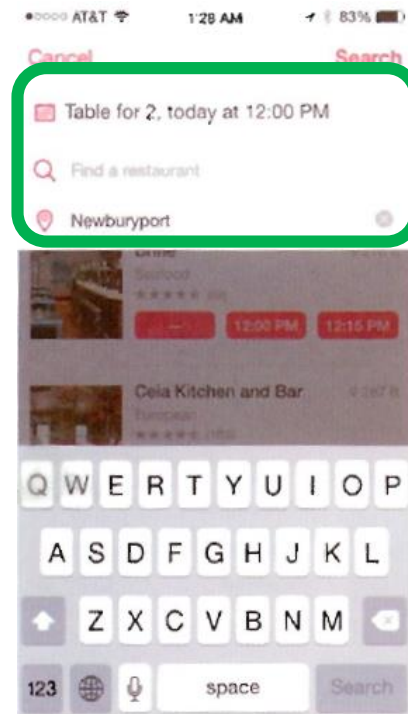 AT&T 1:28 AM 83%
Cancel Search
Table for 2, today at 12:00 PM
Find a restaurant
Newburyport
Seafood
12:00 PM 12:15 PM
Ceia Kitchen and Bar
European
Q W E R T Y U I O P
A S D F G H J K L
Z X C V B N M
123 space Search